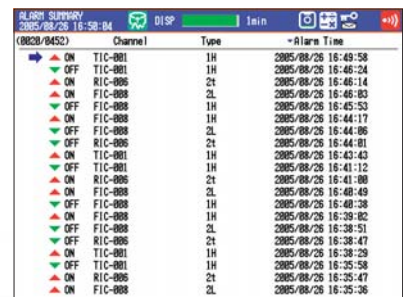 ALARM SUMMARY
2005/08/26 16:50:04 DISP 1min
(0020/0452) Channel Type Alarm Time
ON TIC-001 1H 2005/08/26 16:49:58
OFF TIC-001 1H 2005/08/26 16:46:24
ON RIC-006 2t 2005/08/26 16:46:14
ON FIC-008 2L 2005/08/26 16:46:03
OFF FIC-008 1H 2005/08/26 16:45:53
ON FIC-008 1H 2005/08/26 16:44:17
OFF FIC-008 2L 2005/08/26 16:44:06
OFF RIC-006 2t 2005/08/26 16:44:01
ON TIC-001 1H 2005/08/26 16:43:43
OFF TIC-001 1H 2005/08/26 16:41:12
ON RIC-006 2t 2005/08/26 16:41:00
ON FIC-008 2L 2005/08/26 16:40:49
OFF FIC-008 1H 2005/08/26 16:40:38
ON FIC-008 1H 2005/08/26 16:39:02
OFF FIC-008 2L 2005/08/26 16:38:51
OFF RIC-006 2t 2005/08/26 16:38:47
ON TIC-001 1H 2005/08/26 16:38:29
OFF TIC-001 1H 2005/08/26 16:35:58
ON RIC-006 2t 2005/08/26 16:35:47
ON FIC-008 2L 2005/08/26 16:35:36